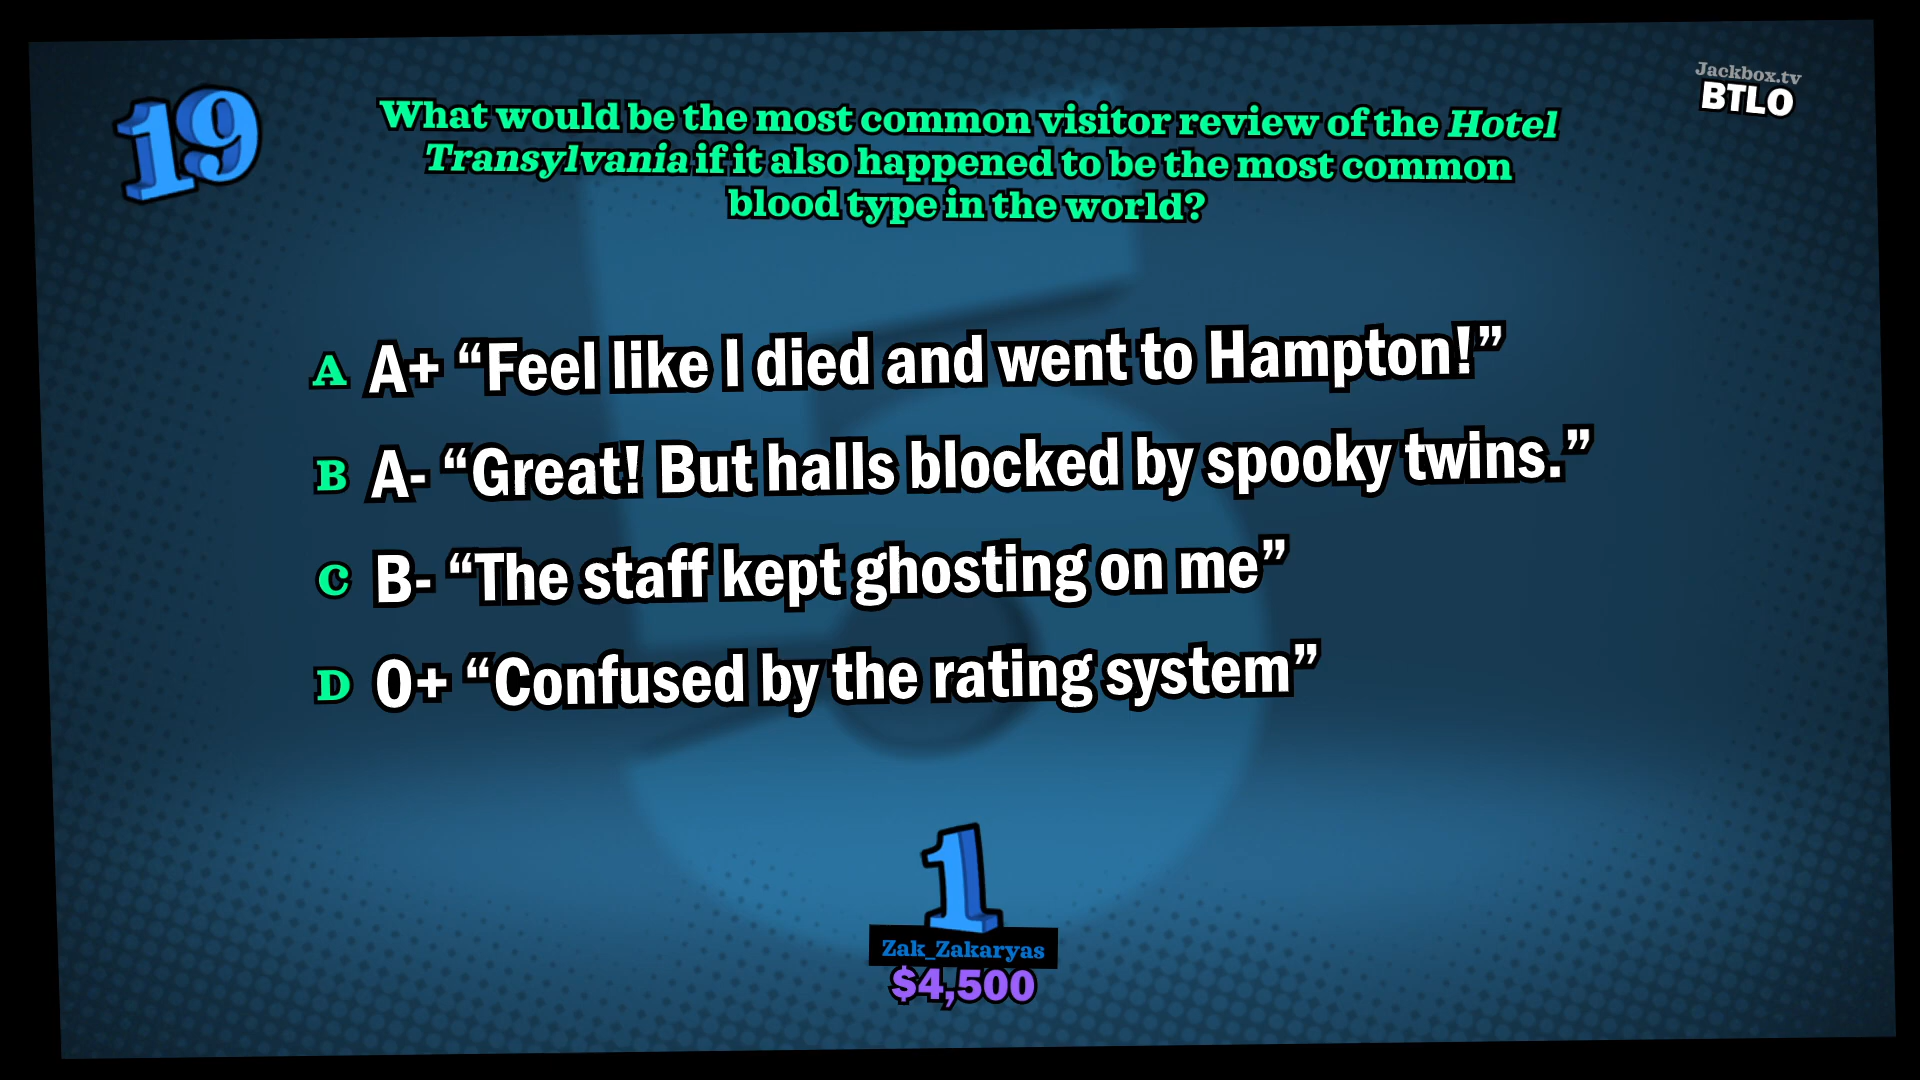 19
Jackbox.tv
BTLO
What would be the most common visitor review of the Hotel
Transylvania if it also happened to be the most common
blood type in the world?
A A+ “Feel like I died and went to Hampton!”
B A- “Great! But halls blocked by spooky twins.”
C B- “The staff kept ghosting on me”
D O+ “Confused by the rating system”
1
Zak_Zakaryas
$4,500